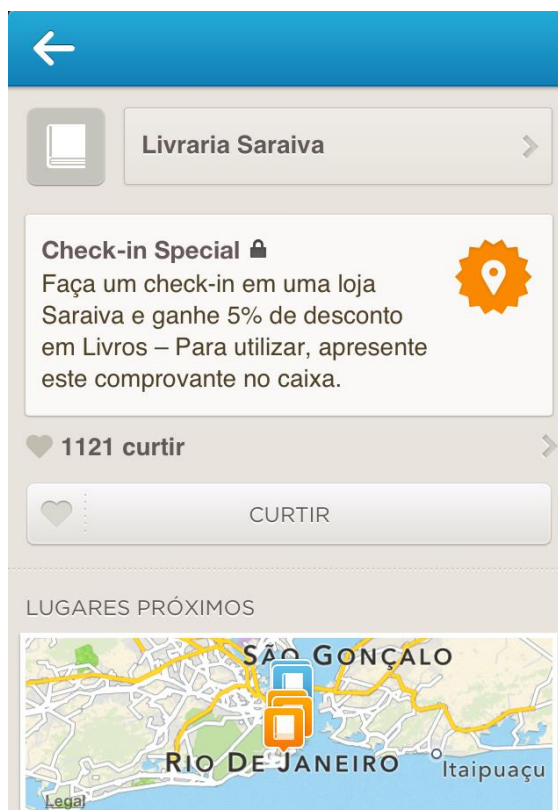 Livraria Saraiva
Check-in Special
Faça um check-in em uma loja
Saraiva e ganhe 5% de desconto
em Livros – Para utilizar, apresente
este comprovante no caixa.
1121 curtir
CURTIR
LUGARES PRÓXIMOS
SÃO GONÇALO
RIO DE JANEIRO
Itaipuaçu
Legal